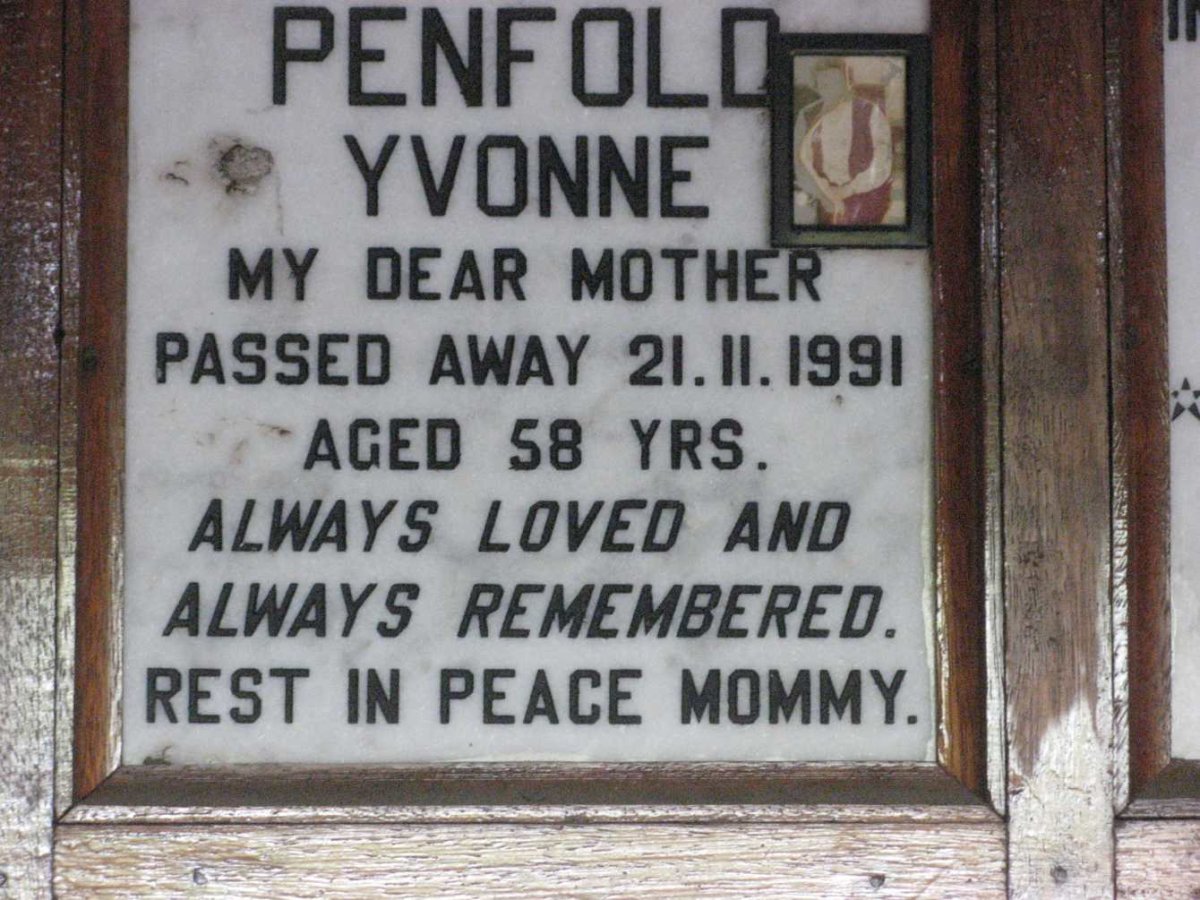 PENFOLD
YVONNE
MY DEAR MOTHER
PASSED AWAY 21.11.1991
AGED 58 YRS.
ALWAYS LOVED AND
ALWAYS REMEMBERED.
REST IN PEACE MOMMY.